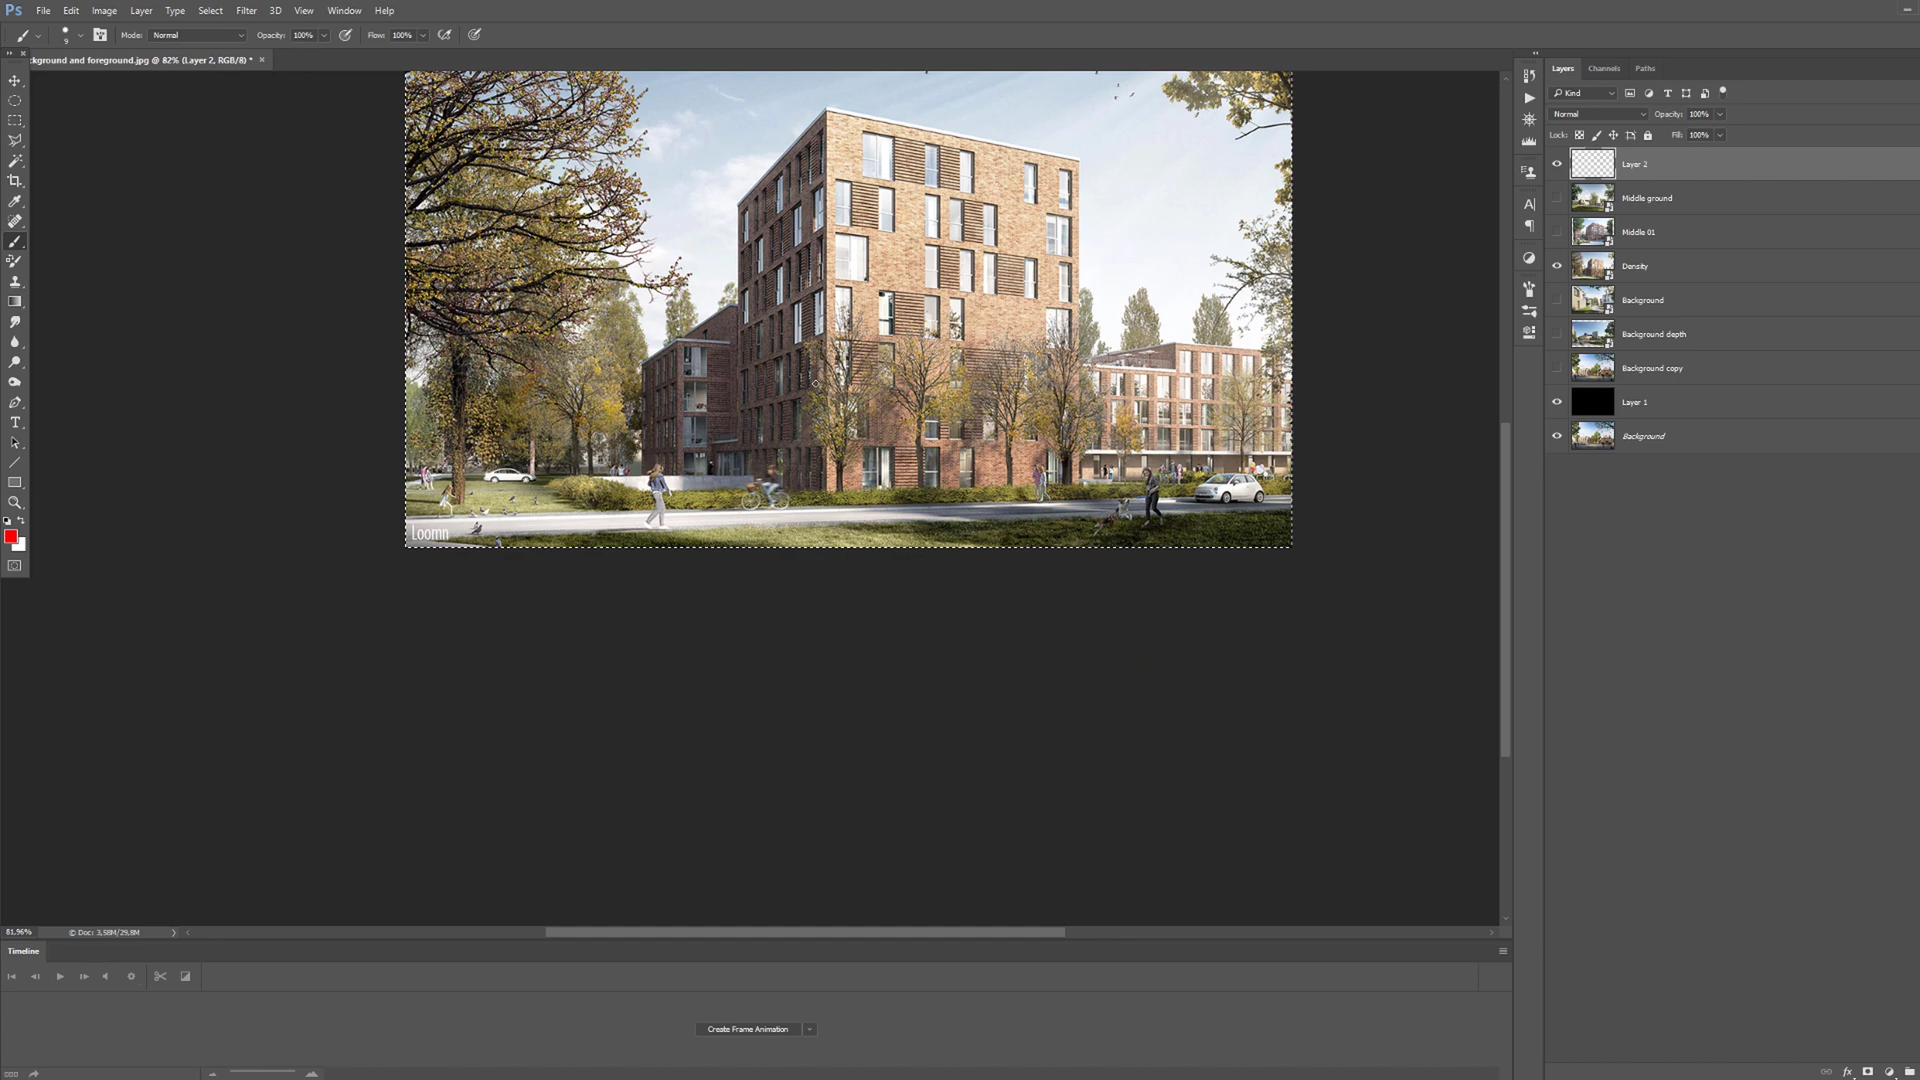 Ps File Edit Image Layer Type Select Filter 3D View Window Help
9 Mode: Normal Opacity: 100% Flow: 100%
kground and foreground.jpg @ 82% (Layer 2, RGB/8) * ×
Layers Channels Paths
Kind
Normal Opacity: 100%
Lock: Fill: 100%
Layer 2
Middle ground
Middle 01
Density
Background
Background depth
Background copy
Layer 1
Background
Loomn
81,96% © Doc: 3,58M/29,8M
Timeline
Create Frame Animation
fx